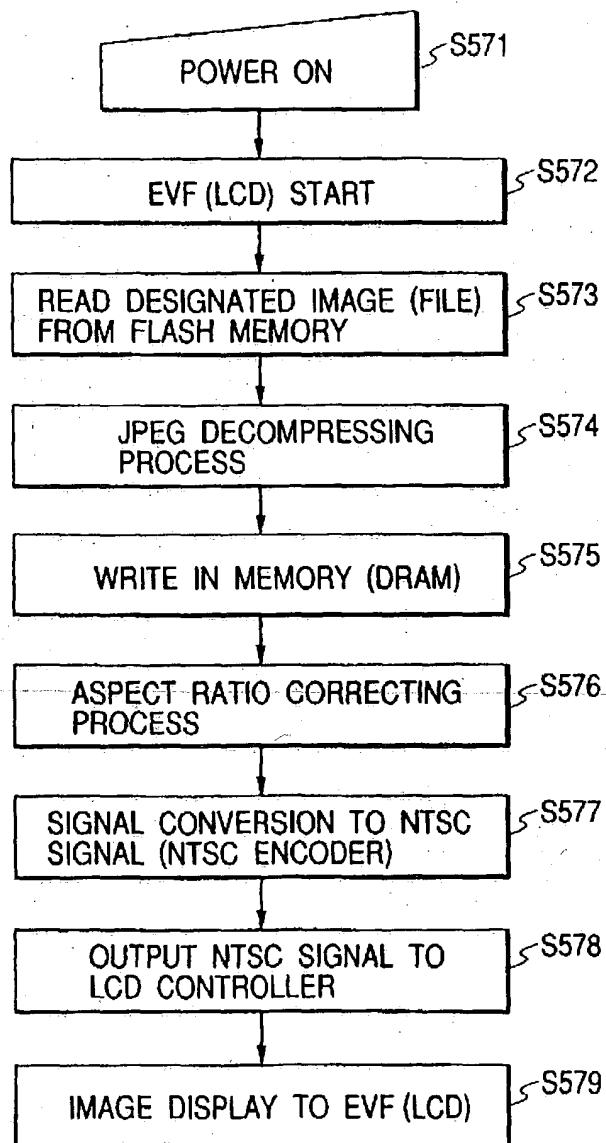 POWER ON
S571
EVF (LCD) START
S572
READ DESIGNATED IMAGE (FILE)
FROM FLASH MEMORY
S573
JPEG DECOMPRESSING
PROCESS
S574
WRITE IN MEMORY (DRAM)
S575
ASPECT RATIO CORRECTING
PROCESS
S576
SIGNAL CONVERSION TO NTSC
SIGNAL (NTSC ENCODER)
S577
OUTPUT NTSC SIGNAL TO
LCD CONTROLLER
S578
IMAGE DISPLAY TO EVF (LCD)
S579